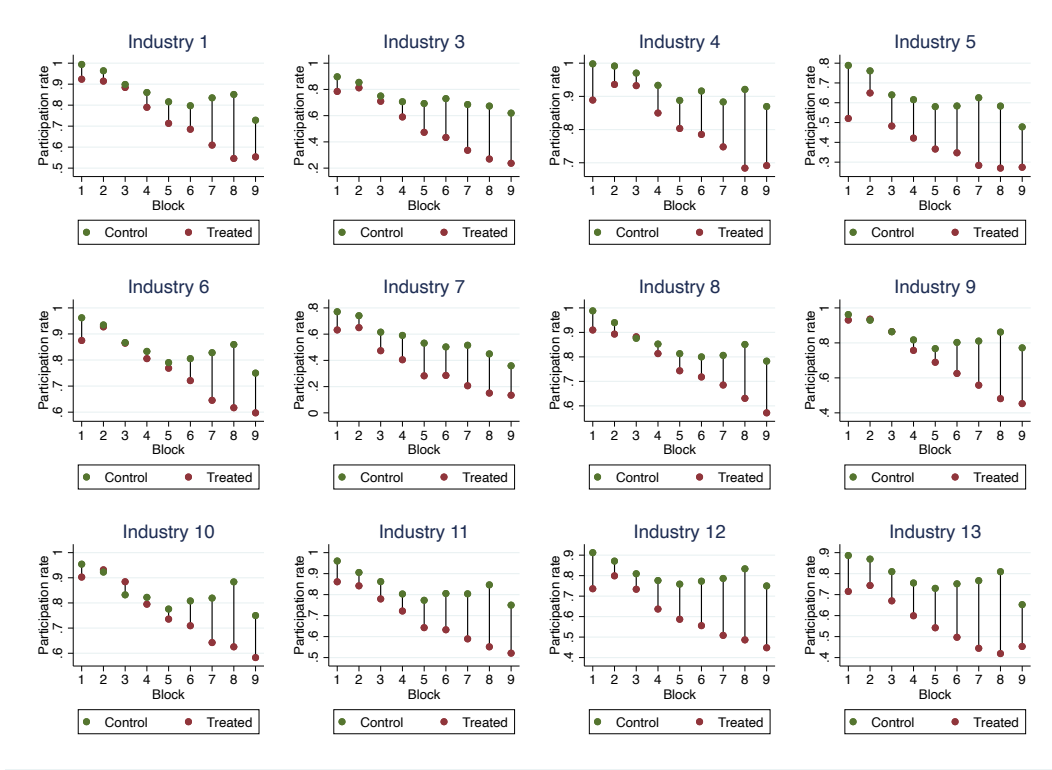 Industry 1
Participation rate
.5 .6 .7 .8 .9 1
1 2 3 4 5 6 7 8 9
Block
Control Treated
Industry 3
Participation rate
.2 .4 .6 .8 1
1 2 3 4 5 6 7 8 9
Block
Control Treated
Industry 4
Participation rate
.7 .8 .9 1
1 2 3 4 5 6 7 8 9
Block
Control Treated
Industry 5
Participation rate
.3 .4 .5 .6 .7 .8
1 2 3 4 5 6 7 8 9
Block
Control Treated
Industry 6
Participation rate
.6 .7 .8 .9 1
1 2 3 4 5 6 7 8 9
Block
Control Treated
Industry 7
Participation rate
0 .2 .4 .6 .8
1 2 3 4 5 6 7 8 9
Block
Control Treated
Industry 8
Participation rate
.6 .7 .8 .9 1
1 2 3 4 5 6 7 8 9
Block
Control Treated
Industry 9
Participation rate
.4 .6 .8 1
1 2 3 4 5 6 7 8 9
Block
Control Treated
Industry 10
Participation rate
.6 .7 .8 .9 1
1 2 3 4 5 6 7 8 9
Block
Control Treated
Industry 11
Participation rate
.5 .6 .7 .8 .9 1
1 2 3 4 5 6 7 8 9
Block
Control Treated
Industry 12
Participation rate
.4 .5 .6 .7 .8 .9
1 2 3 4 5 6 7 8 9
Block
Control Treated
Industry 13
Participation rate
.4 .5 .6 .7 .8 .9
1 2 3 4 5 6 7 8 9
Block
Control Treated